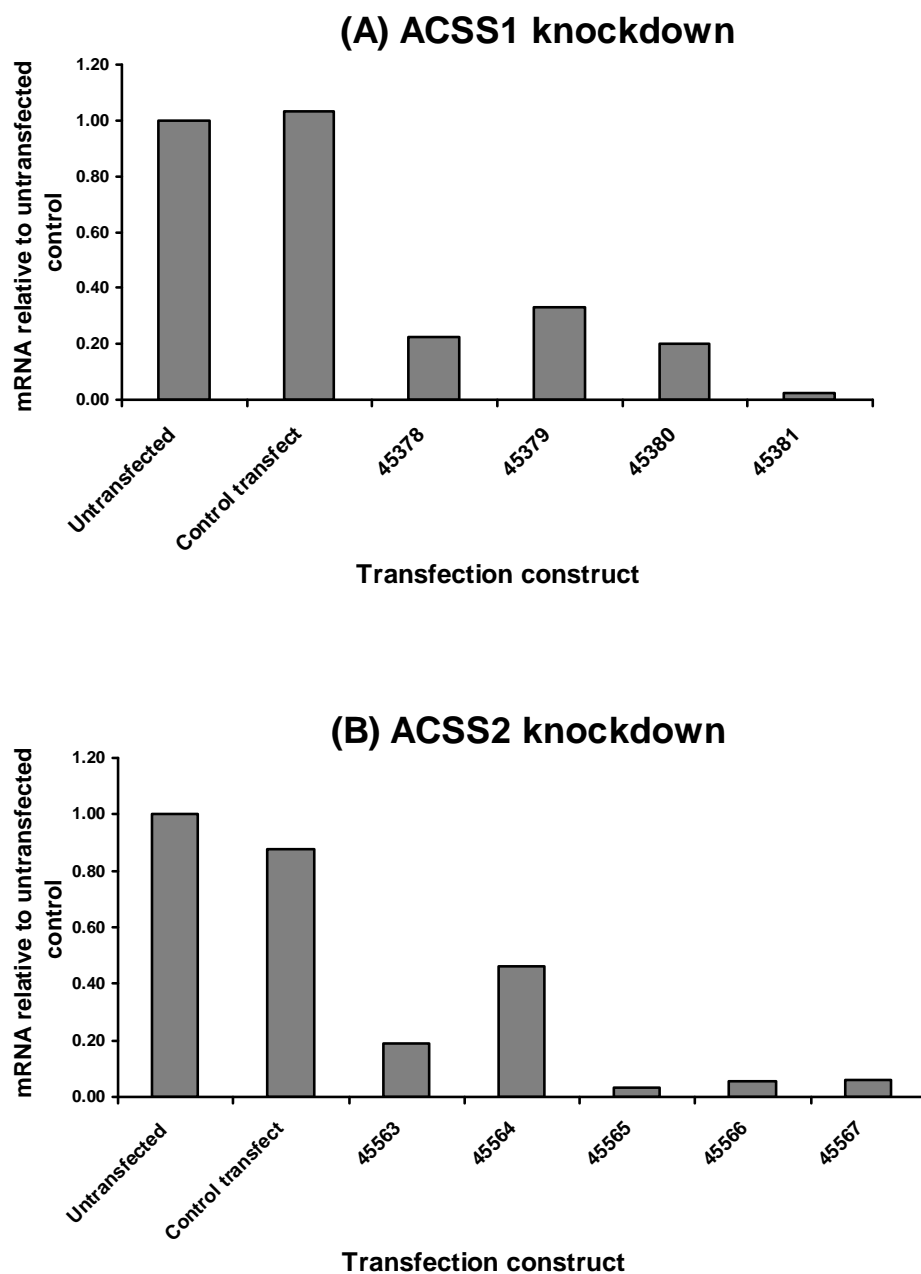 (A) ACSS1 knockdown
mRNA relative to untransfected
control
1.20
1.00
0.80
0.60
0.40
0.20
0.00
Untransfected
Control transfect
45378
45379
45380
45381
Transfection construct
(B) ACSS2 knockdown
mRNA relative to untransfected
control
1.20
1.00
0.80
0.60
0.40
0.20
0.00
Untransfected
Control transfect
45563
45564
45565
45566
45567
Transfection construct